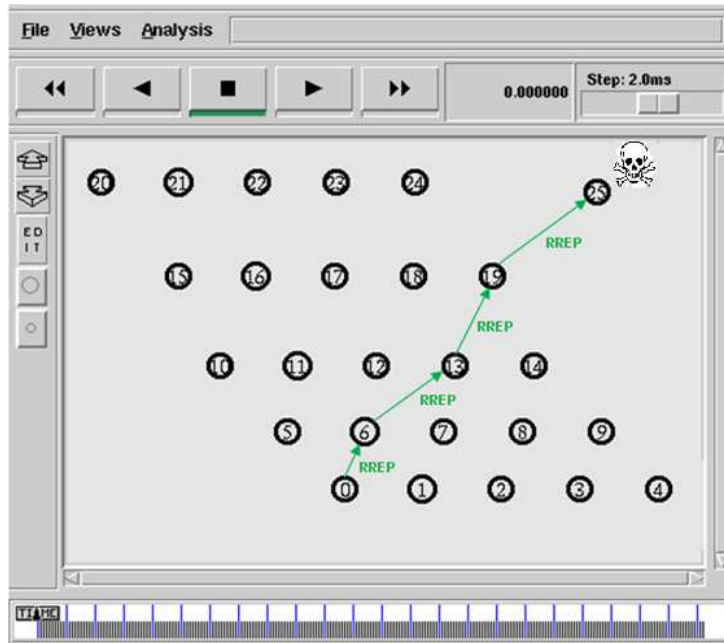 File Views Analysis
0.000000 Step: 2.0ms
E D
I T
20 21 22 23 24 25
RREP
15 16 17 18 19
RREP
10 11 12 13 14
RREP
5 6 7 8 9
RREP
0 1 2 3 4
TIME